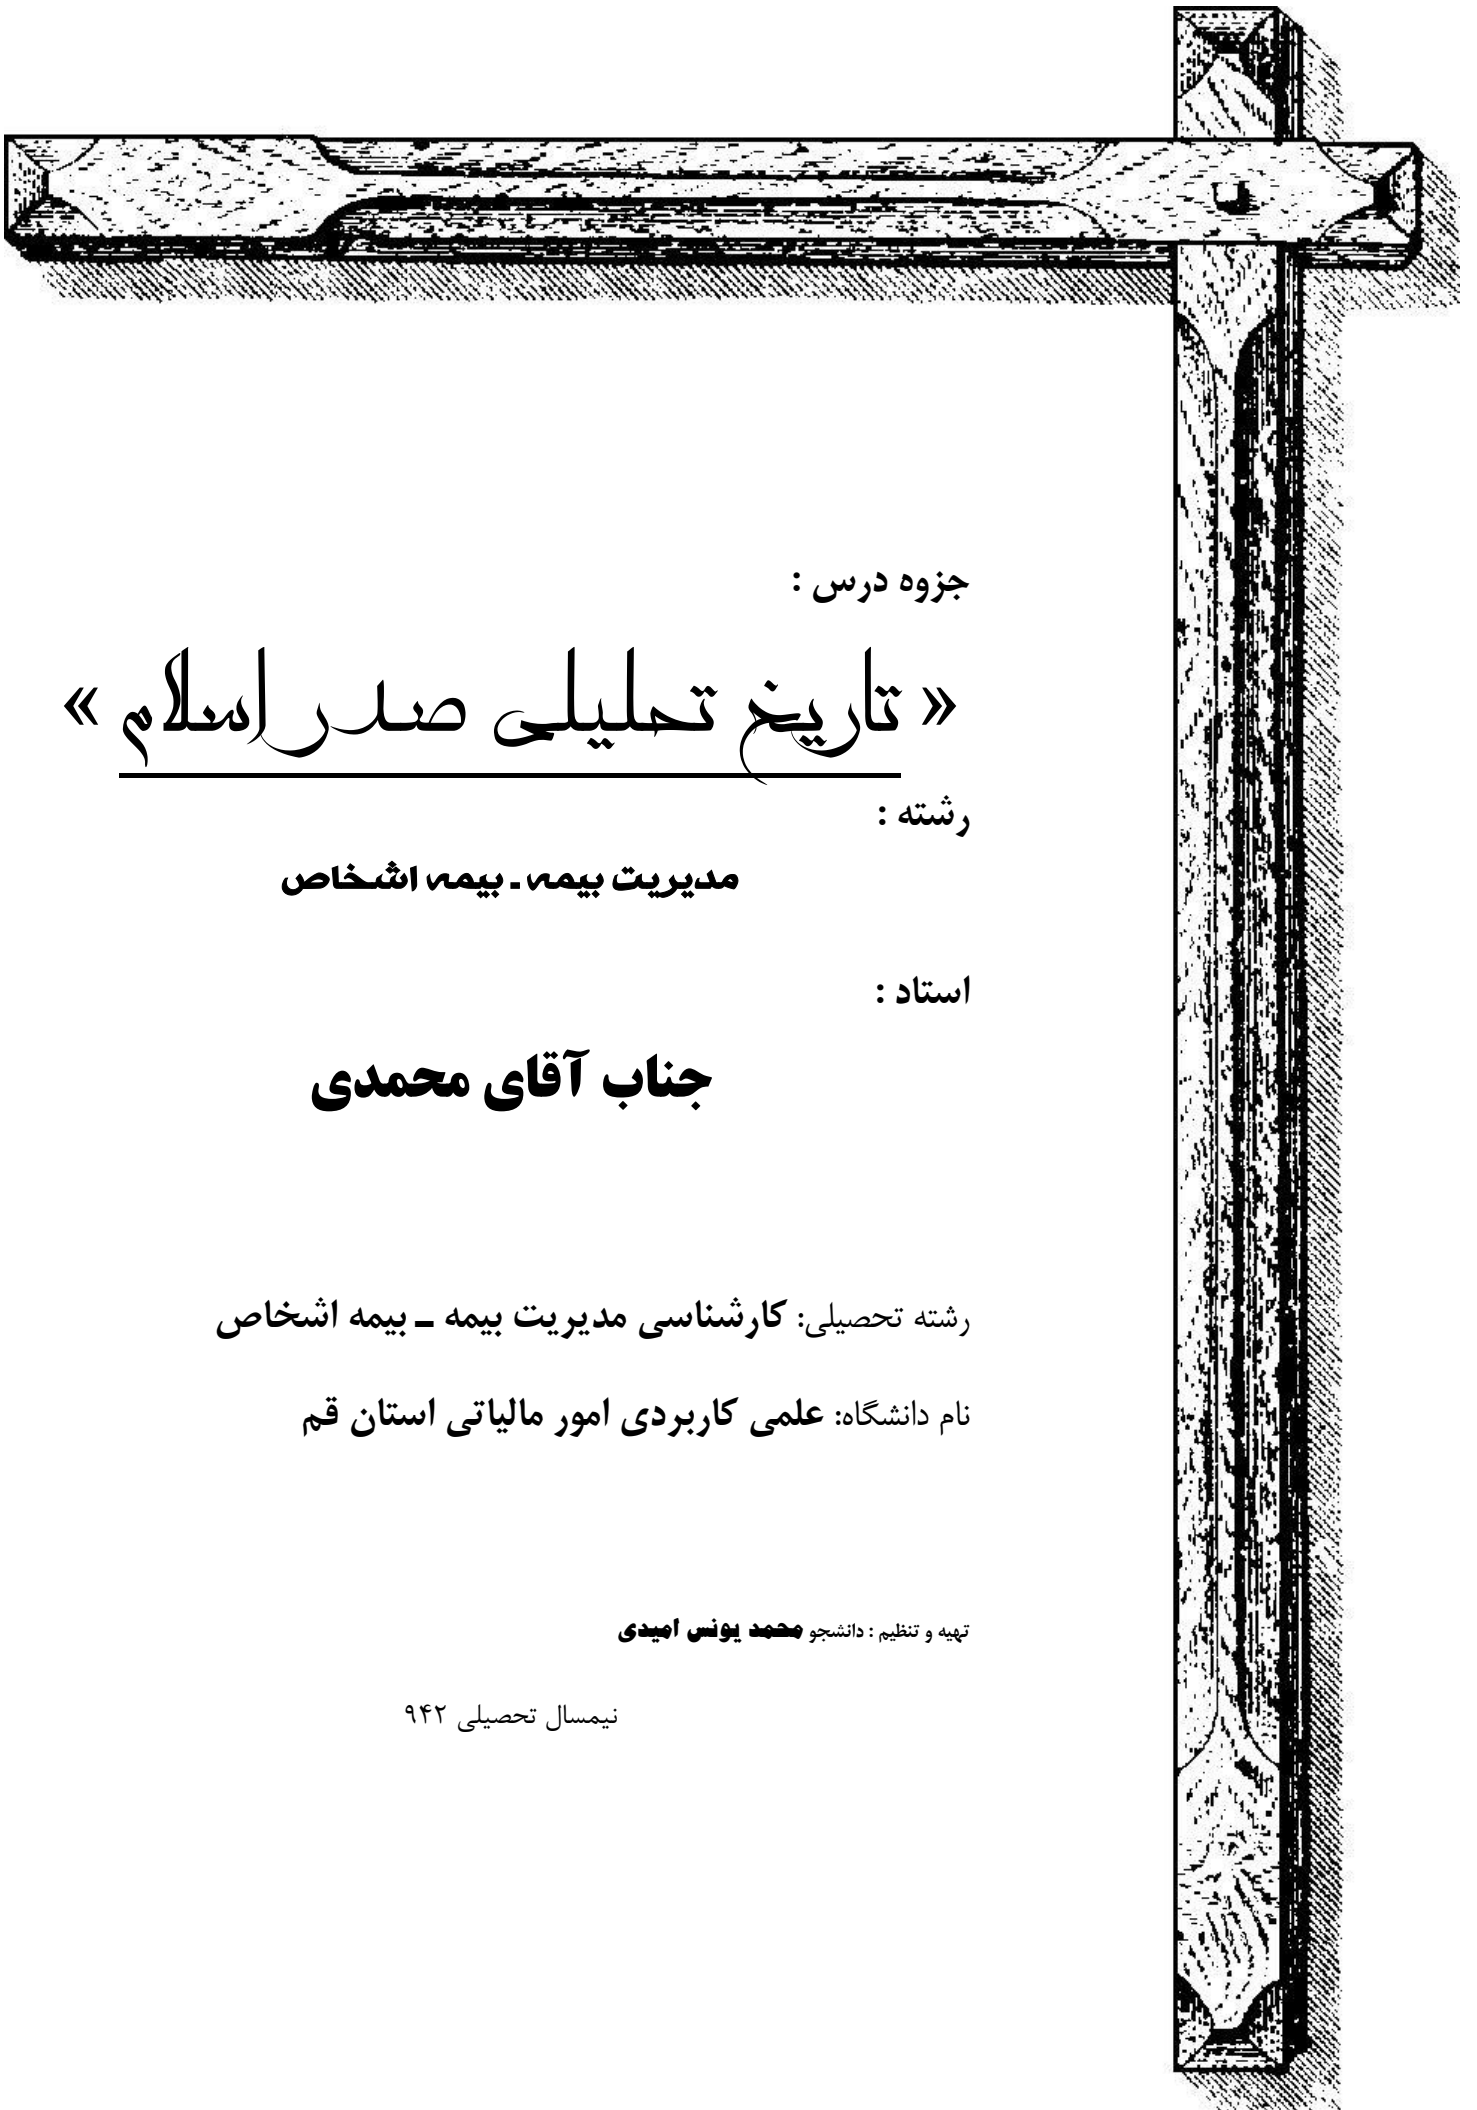 جزوه درس :
« تاریخ تحلیلی صدر اسلام »
رشته :
مدیریت بیمه ـ بیمه اشخاص
استاد :
جناب آقای محمدی
رشته تحصیلی: کارشناسی مدیریت بیمه ــ بیمه اشخاص
نام دانشگاه: علمی کاربردی امور مالیاتی استان قم
تهیه و تنظیم : دانشجو محمد یونس امیدی
نیمسال تحصیلی ۹۴۲